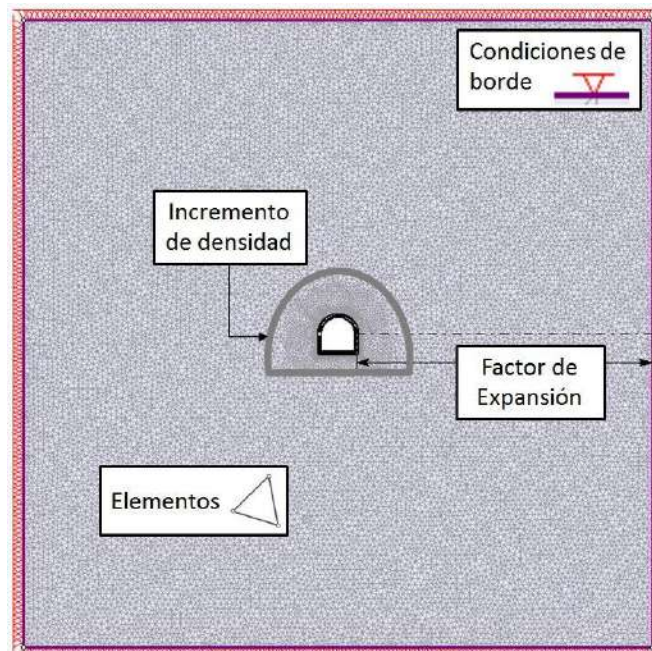 Condiciones de
borde
Incremento
de densidad
Factor de
Expansión
Elementos